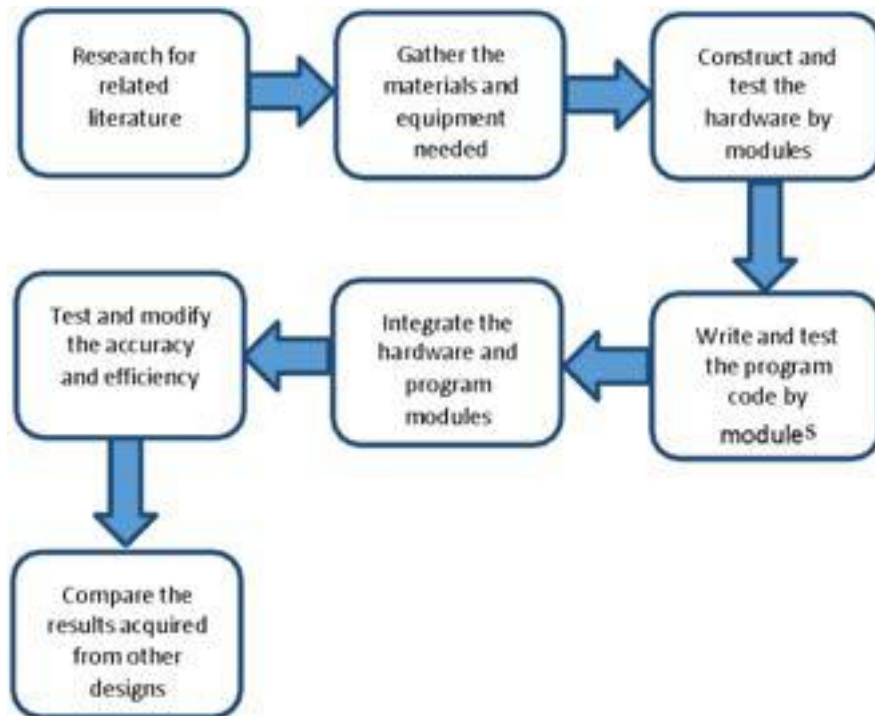 Research for
related
literature
Gather the
materials and
equipment
needed
Construct and
test the
hardware by
modules
Write and test
the program
code by
modules
Integrate the
hardware and
program
modules
Test and modify
the accuracy
and efficiency
Compare the
results acquired
from other
designs